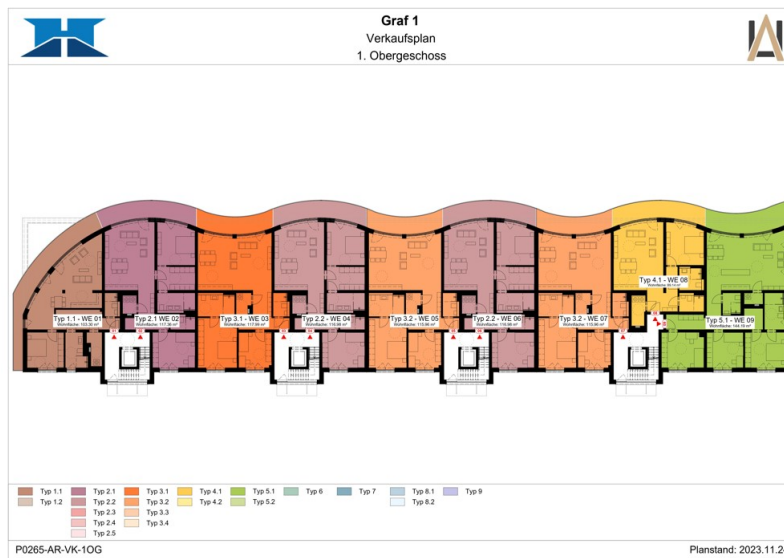 Graf 1
Verkaufsplan
1. Obergeschoss
Typ 4.1 - WE 08
Typ 1.1 - WE 01
Typ 2.1 WE 02
Typ 3.1 - WE 03
Typ 2.2 - WE 04
Typ 3.2 - WE 05
Typ 2.2 - WE 06
Typ 3.2 - WE 07
Typ 5.1 - WE 09
Typ 1.1 Typ 2.1 Typ 3.1 Typ 4.1 Typ 5.1 Typ 6 Typ 7 Typ 8.1 Typ 9
Typ 1.2 Typ 2.2 Typ 3.2 Typ 4.2 Typ 5.2 Typ 8.2
Typ 2.3 Typ 3.3
Typ 2.4 Typ 3.4
Typ 2.5
P0265-AR-VK-1OG
Planstand: 2023.11.2